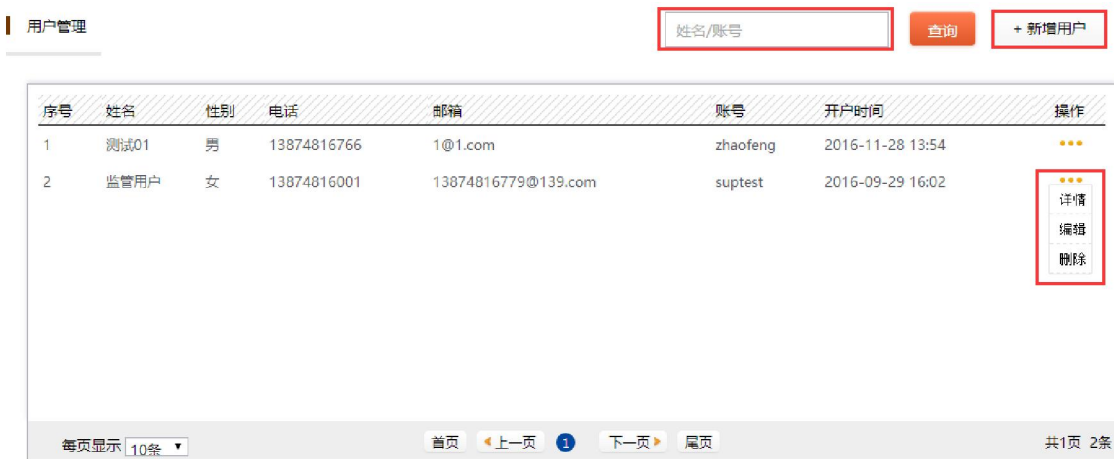 用户管理 姓名/账号 查询 + 新增用户
序号 姓名 性别 电话 邮箱 账号 开户时间 操作
1 测试01 男 13874816766 1@1.com zhaofeng 2016-11-28 13:54
2 监管用户 女 13874816001 13874816779@139.com suptest 2016-09-29 16:02
详情
编辑
删除
每页显示 10条 首页 上一页 1 下一页 尾页 共1页 2条